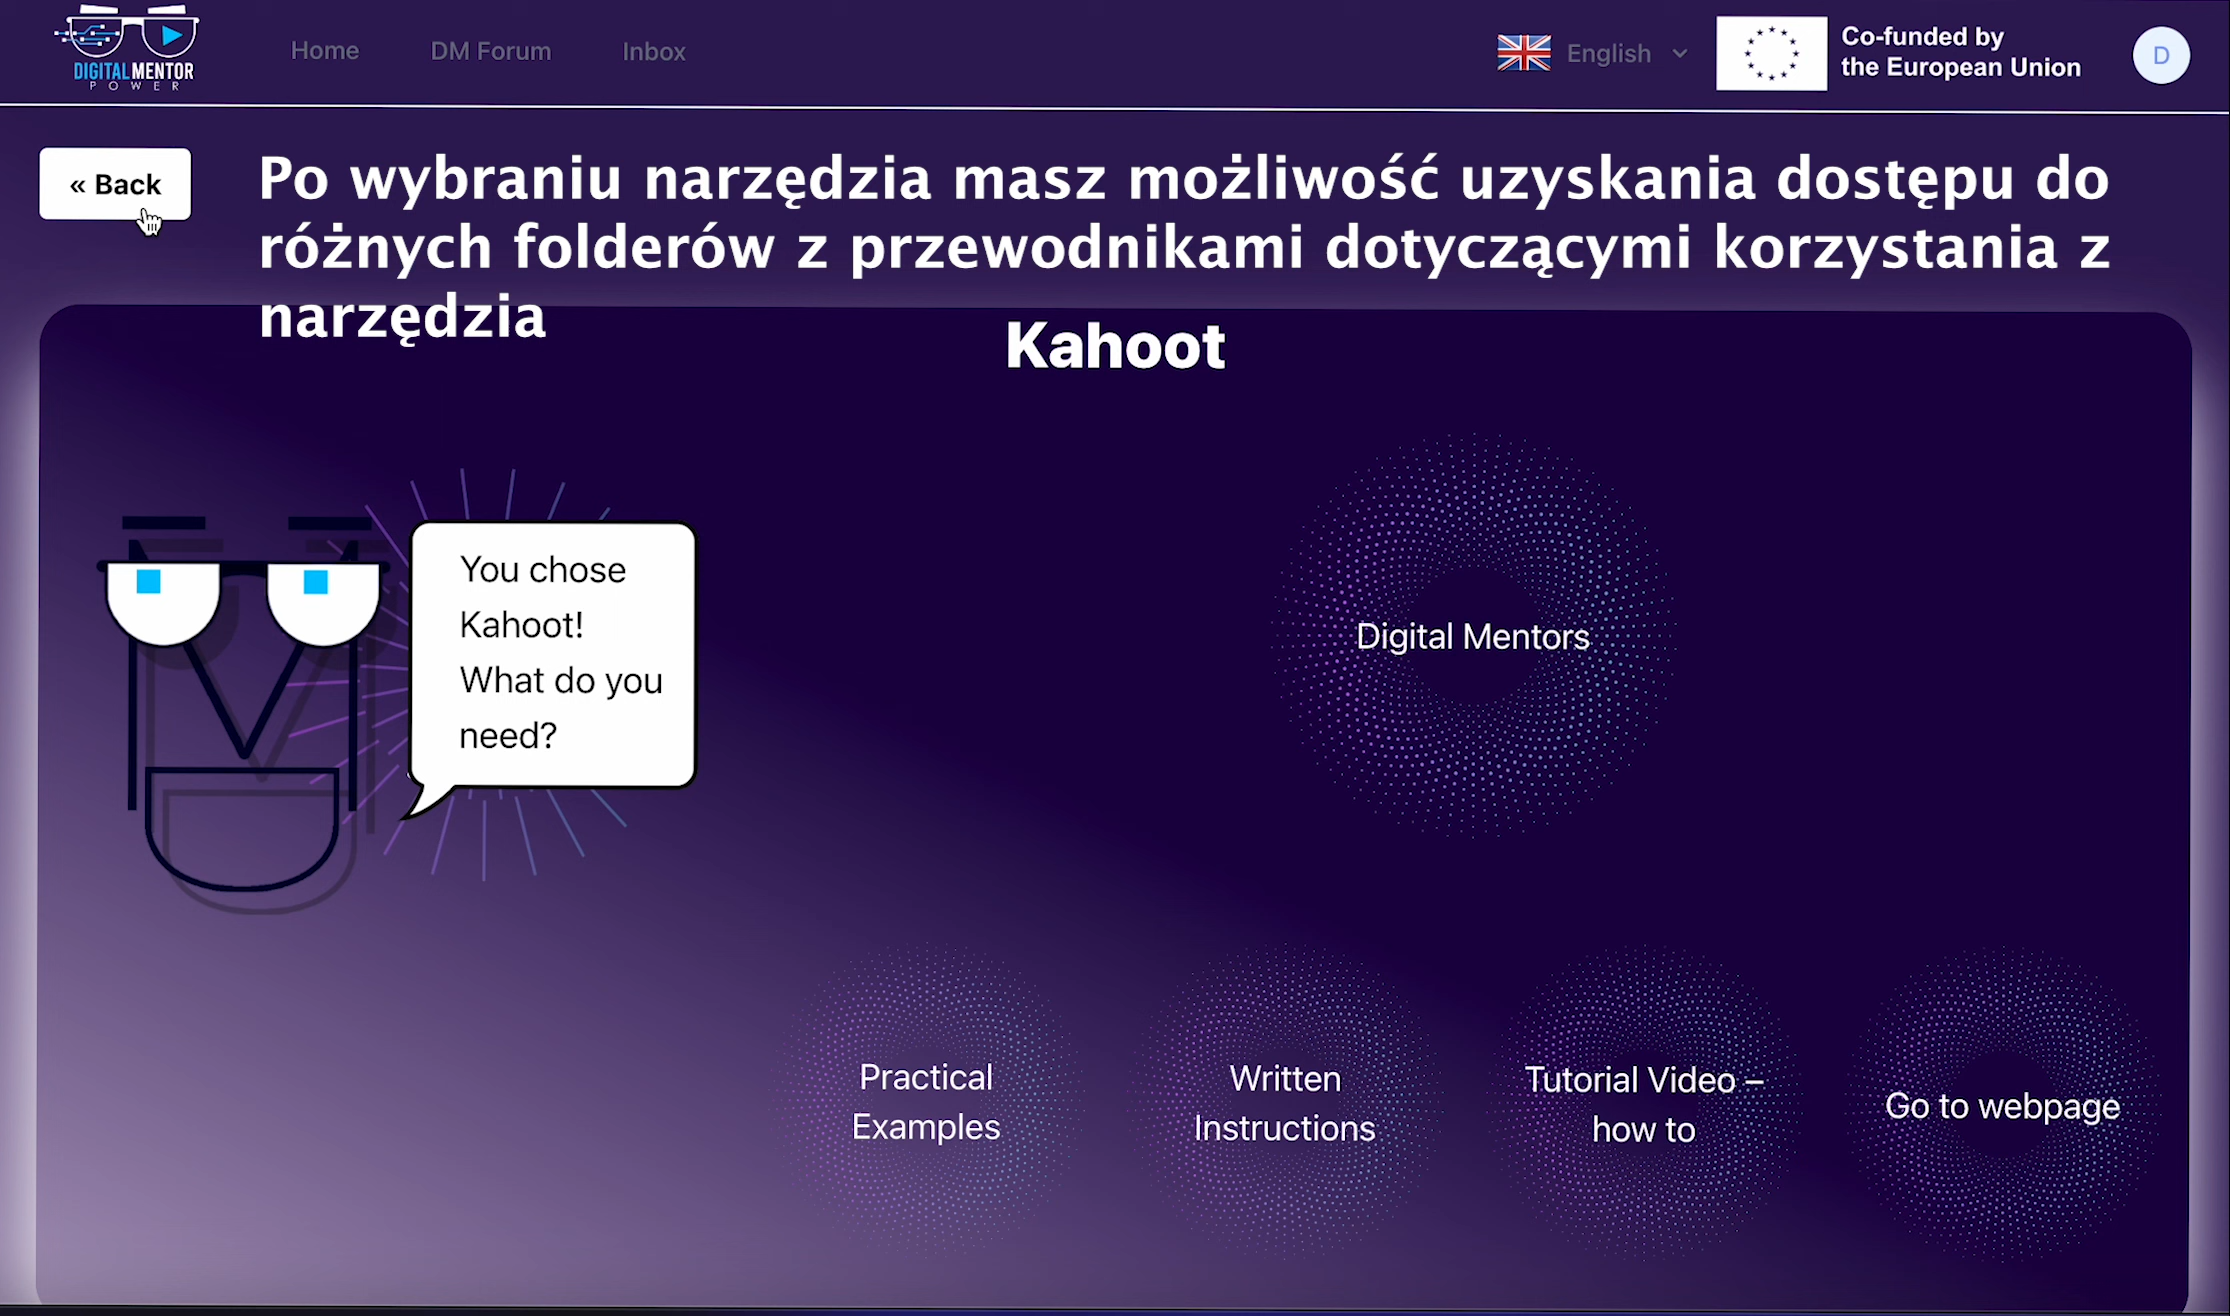 DIGITALMENTOR
POWER
Home
DM Forum
Inbox
English
Co-funded by
the European Union
D
« Back
Po wybraniu narzędzia masz możliwość uzyskania dostępu do
różnych folderów z przewodnikami dotyczącymi korzystania z
narzędzia
Kahoot
You chose
Kahoot!
What do you
need?
Digital Mentors
Practical
Examples
Written
Instructions
Tutorial Video –
how to
Go to webpage